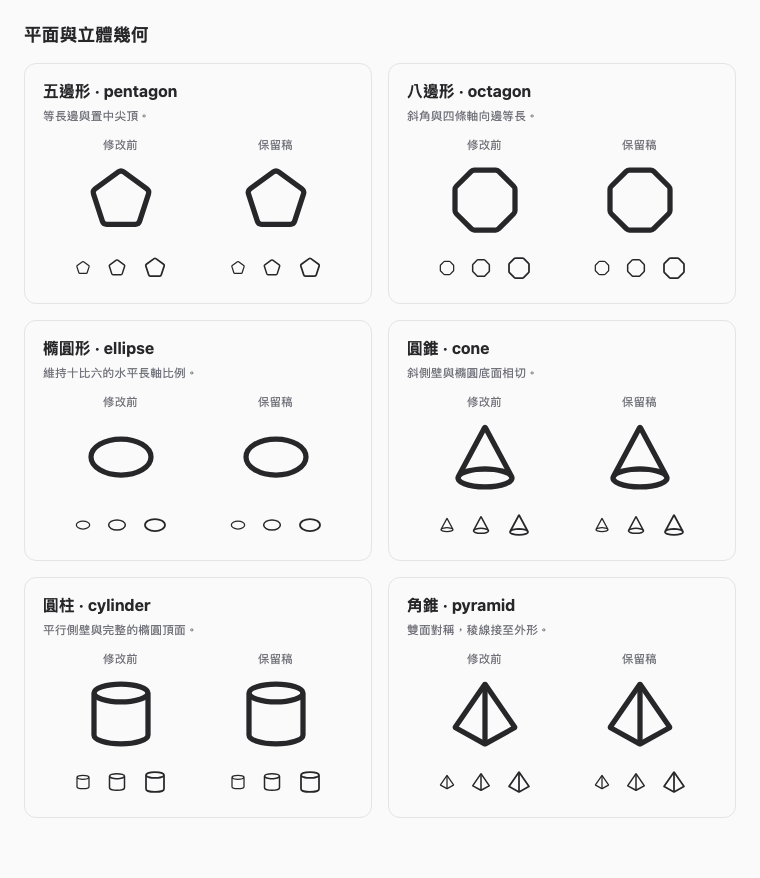 平面與立體幾何
五邊形 · pentagon
等長邊與置中尖頂。
修改前
保留稿
八邊形 · octagon
斜角與四條軸向邊等長。
修改前
保留稿
橢圓形 · ellipse
維持十比六的水平長軸比例。
修改前
保留稿
圓錐 · cone
斜側壁與橢圓底面相切。
修改前
保留稿
圓柱 · cylinder
平行側壁與完整的橢圓頂面。
修改前
保留稿
角錐 · pyramid
雙面對稱，稜線接至外形。
修改前
保留稿